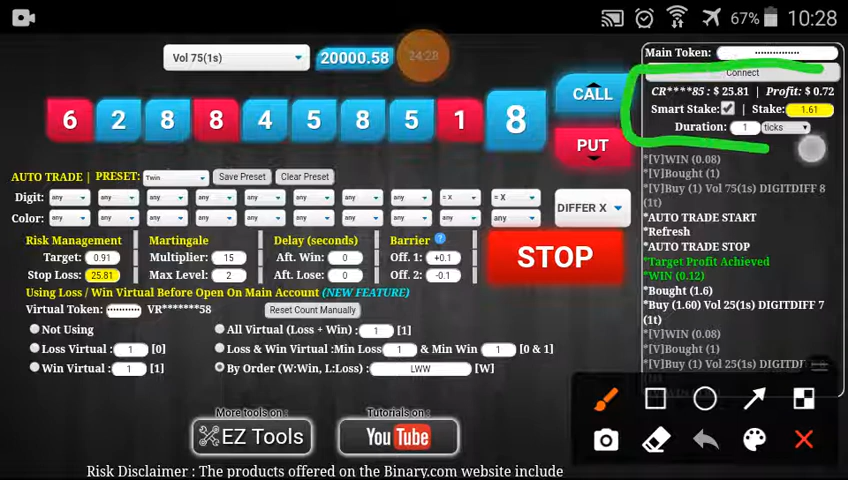 67% 10:28
Vol 75(1s) 20000.58 24:28
6 2 8 8 4 5 8 5 1 8
CALL
PUT
AUTO TRADE | PRESET: Twin Save Preset Clear Preset
Digit: any any any any any any any any = X = X
Color: any any any any any any any any any any
DIFFER X
Risk Management Martingale Delay (seconds) Barrier ?
Target: 0.91 Multiplier: 15 Aft. Win: 0 Off. 1: +0.1
Stop Loss: 25.81 Max Level: 2 Aft. Loss: 0 Off. 2: -0.1
STOP
Using Loss / Win Virtual Before Open On Main Account (NEW FEATURE)
Virtual Token: •••••••••• VR*******58 Reset Count Manually
Not Using All Virtual (Loss + Win) : 1 [1]
Loss Virtual : 1 [0] Loss & Win Virtual :Min Loss 1 & Min Win 1 [0 & 1]
Win Virtual : 1 [1] By Order (W:Win, L:Loss): LWW [W]
More tools on : Tutorials on :
EZ Tools YouTube
Risk Disclaimer : The products offered on the Binary.com website include
Main Token: •••••••••••••••
Connect
CR****85 : $ 25.81 | Profit: $ 0.72
Smart Stake: | Stake: 1.61
Duration: 1 ticks
*[V]WIN (0.08)
*[V]Bought (1)
*[V]Buy (1) Vol 75(1s) DIGITDIFF 8
(1t)
*AUTO TRADE START
*Refresh
*AUTO TRADE STOP
*Target Profit Achieved
*WIN (0.12)
*Bought (1.6)
*Buy (1.60) Vol 25(1s) DIGITDIFF 7
(1t)
*[V]WIN (0.08)
*[V]Bought (1)
*[V]Buy (1) Vol 25(1s)